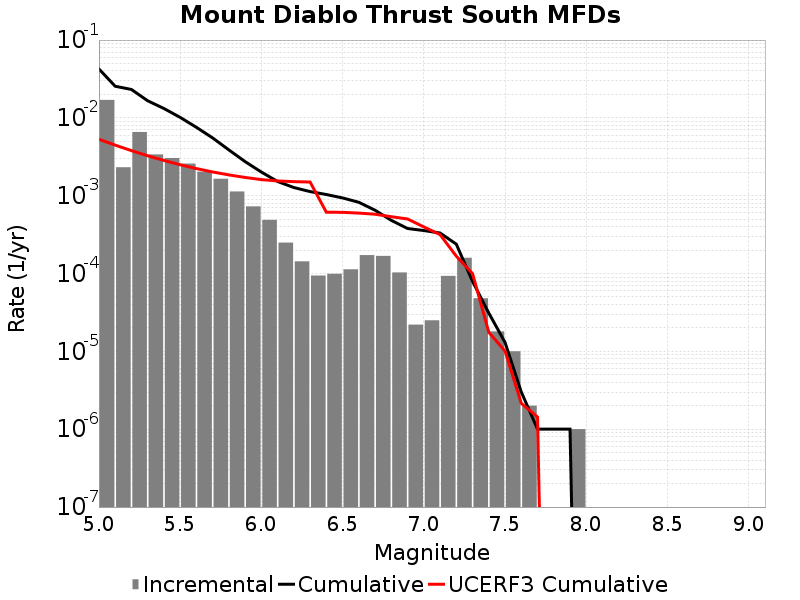 Mount Diablo Thrust South MFDs
10-1
10-2
10-3
10-4
10-5
10-6
10-7
Rate (1/yr)
5.0 5.5 6.0 6.5 7.0 7.5 8.0 8.5 9.0
Magnitude
Incremental Cumulative UCERF3 Cumulative